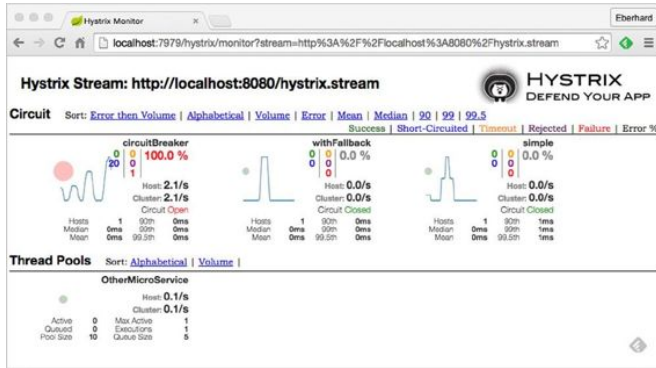 Hystrix Monitor
Eberhard
localhost:7979/hystrix/monitor?stream=http%3A%2F%2Flocalhost%3A8080%2Fhystrix.stream
Hystrix Stream: http://localhost:8080/hystrix.stream
HYSTRIX
DEFEND YOUR APP
Circuit Sort: Error then Volume | Alphabetical | Volume | Error | Mean | Median | 90 | 99 | 99.5
Success | Short-Circuited | Timeout | Rejected | Failure | Error %
circuitBreaker
0 0 100.0 %
20 0
1
Host: 2.1/s
Cluster: 2.1/s
Circuit Open
Hosts 1 90th 0ms
Median 0ms 99th 0ms
Mean 0ms 99.5th 0ms
withFallback
0 0 0.0 %
0 0
0
Host: 0.0/s
Cluster: 0.0/s
Circuit Closed
Hosts 1 90th 0ms
Median 0ms 99th 0ms
Mean 0ms 99.5th 0ms
simple
0 0 0.0 %
0 0
0
Host: 0.0/s
Cluster: 0.0/s
Circuit Closed
Hosts 1 90th 1ms
Median 0ms 99th 1ms
Mean 0ms 99.5th 1ms
Thread Pools Sort: Alphabetical | Volume |
OtherMicroService
Host: 0.1/s
Cluster: 0.1/s
Active 0 Max Active 1
Queued 0 Executions 1
Pool Size 10 Queue Size 5